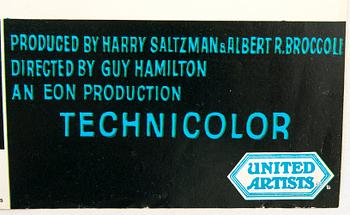 PRODUCED BY HARRY SALTZMAN & ALBERT R. BROCCOLI
DIRECTED BY GUY HAMILTON
AN EON PRODUCTION
TECHNICOLOR
UNITED
ARTISTS